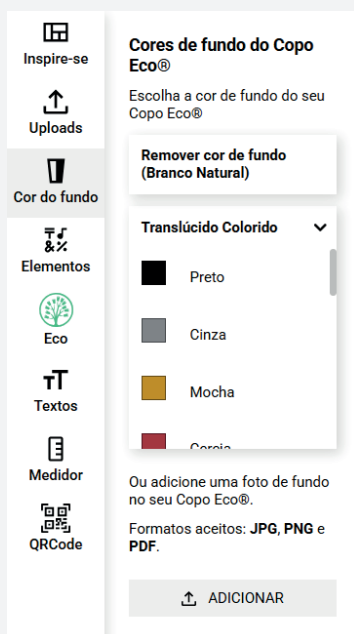 Inspire-se
Uploads
Cor do fundo
Elementos
Eco
Textos
Medidor
QRCode
Cores de fundo do Copo
Eco®
Escolha a cor de fundo do seu
Copo Eco®
Remover cor de fundo
(Branco Natural)
Translúcido Colorido
Preto
Cinza
Mocha
Cereja
Ou adicione uma foto de fundo
no seu Copo Eco®.
Formatos aceitos: JPG, PNG e
PDF.
ADICIONAR